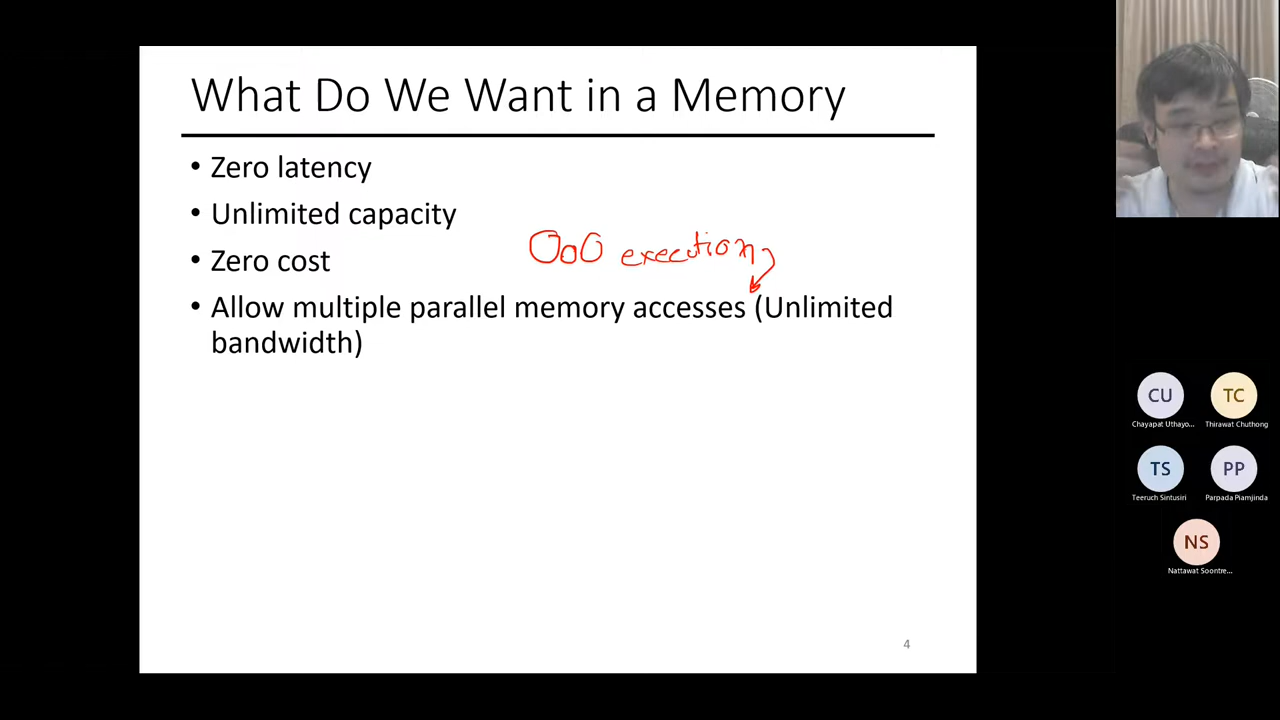 What Do We Want in a Memory
• Zero latency
• Unlimited capacity
• Zero cost
OoO execution
• Allow multiple parallel memory accesses (Unlimited
bandwidth)
4
CU
Chayapat Uthayo...
TC
Thirawat Chuthong
TS
Teeruch Sintusiri
PP
Parpada Piamjinda
NS
Nattawat Soontre...